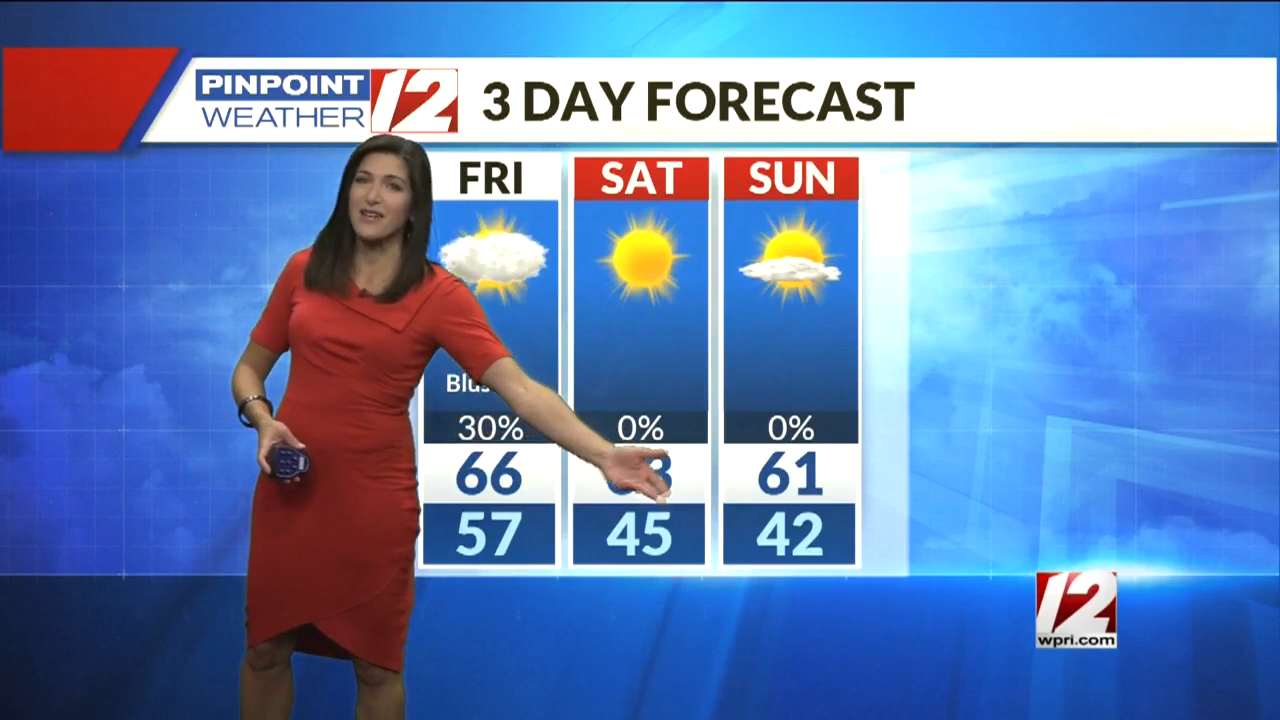 PINPOINT
WEATHER 12
3 DAY FORECAST
FRI SAT SUN
30% 0% 0%
66 61
57 45 42
12
wpri.com